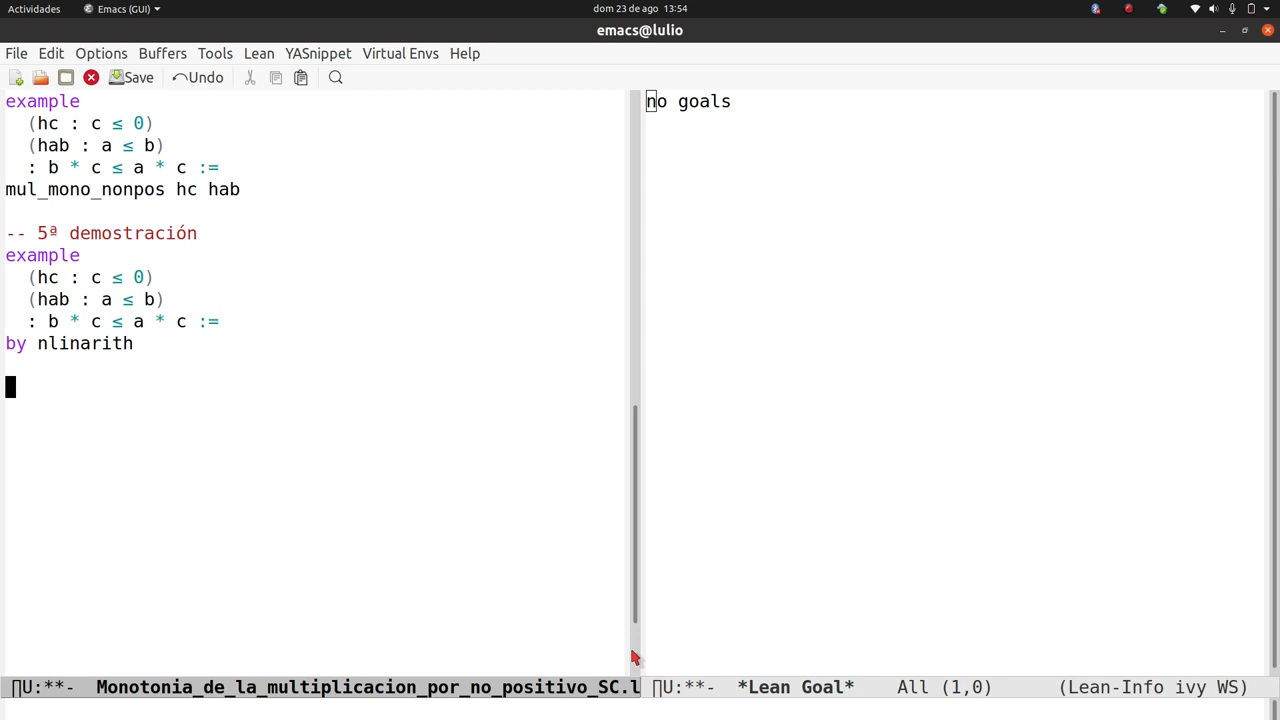 Actividades Emacs (GUI) dom 23 de ago 13:54
emacs@lulio
File Edit Options Buffers Tools Lean YASnippet Virtual Envs Help
Save Undo
example
(hc : c ≤ 0)
(hab : a ≤ b)
: b * c ≤ a * c :=
mul_mono_nonpos hc hab
-- 5ª demostración
example
(hc : c ≤ 0)
(hab : a ≤ b)
: b * c ≤ a * c :=
by nlinarith
no goals
∏U:**- Monotonia_de_la_multiplicacion_por_no_positivo_SC.l
∏U:**- *Lean Goal* All (1,0) (Lean-Info ivy WS)